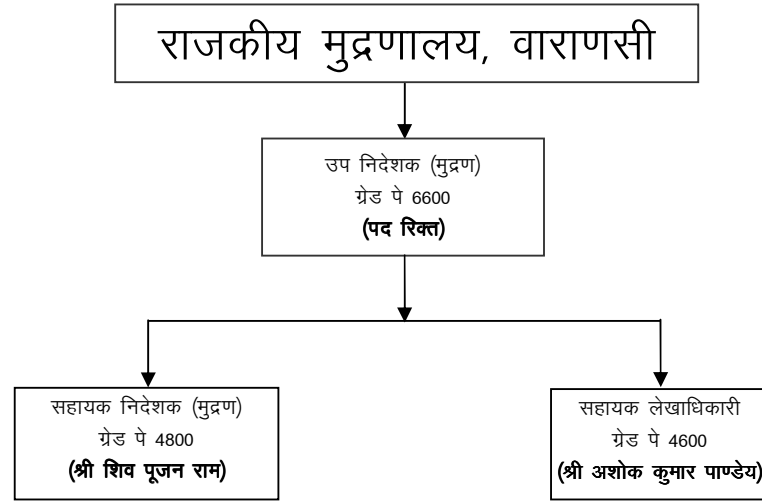 राजकीय मुद्रणालय, वाराणसी
उप निदेशक (मुद्रण)
ग्रेड पे 6600
(पद रिक्त)
सहायक निदेशक (मुद्रण)
ग्रेड पे 4800
(श्री शिव पूजन राम)
सहायक लेखाधिकारी
ग्रेड पे 4600
(श्री अशोक कुमार पाण्डेय)